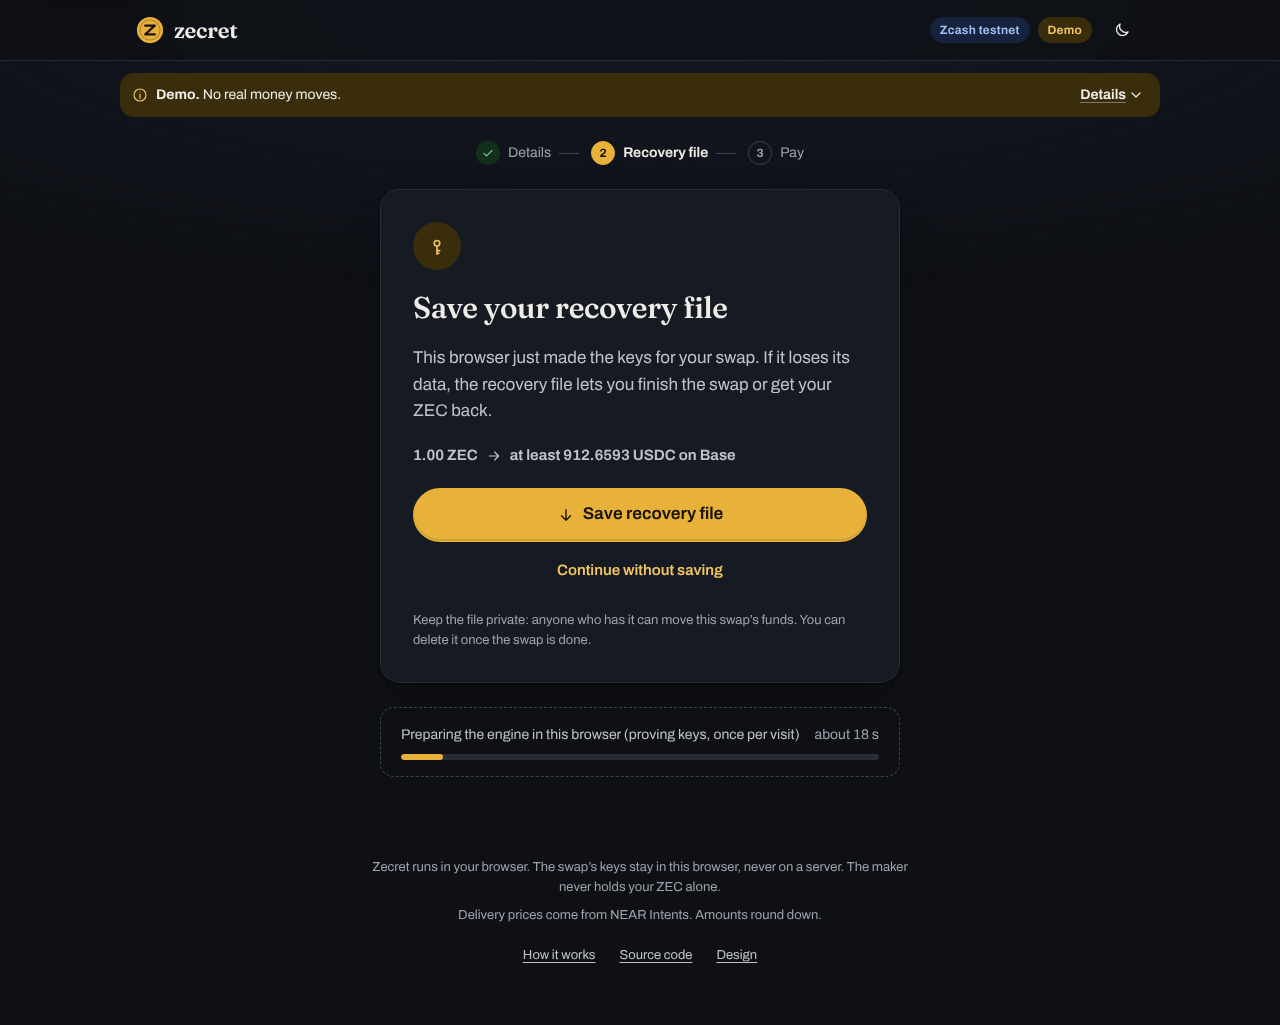 zecret
Zcash testnet
Demo
Demo. No real money moves.
Details
Details
2 Recovery file
3 Pay
Save your recovery file
This browser just made the keys for your swap. If it loses its
data, the recovery file lets you finish the swap or get your
ZEC back.
1.00 ZEC → at least 912.6593 USDC on Base
↓ Save recovery file
Continue without saving
Keep the file private: anyone who has it can move this swap’s funds. You can
delete it once the swap is done.
Preparing the engine in this browser (proving keys, once per visit) about 18 s
Zecret runs in your browser. The swap’s keys stay in this browser, never on a server. The maker
never holds your ZEC alone.
Delivery prices come from NEAR Intents. Amounts round down.
How it works
Source code
Design